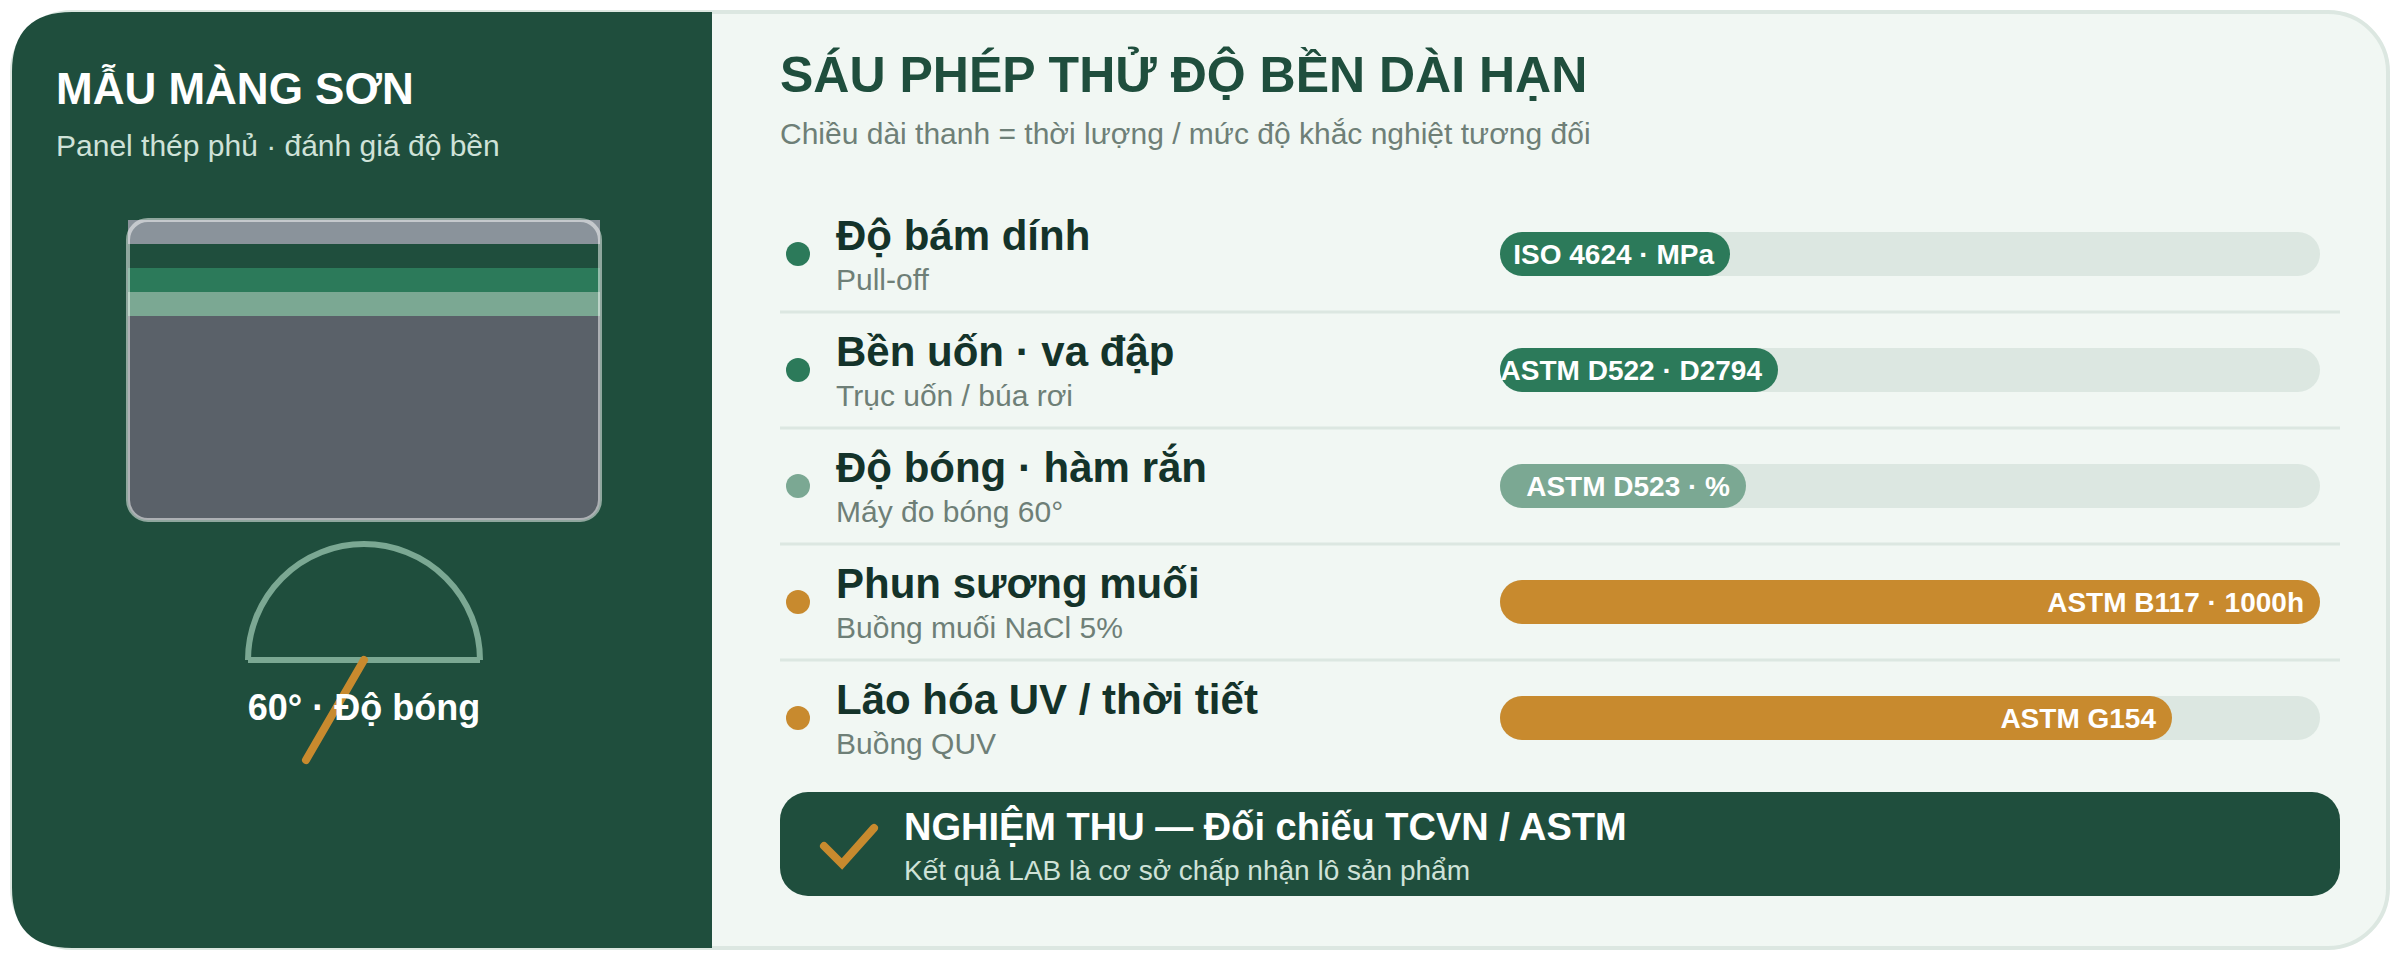 MẪU MÀNG SƠN
Panel thép phủ · đánh giá độ bền
60° · Độ bóng
SÁU PHÉP THỬ ĐỘ BỀN DÀI HẠN
Chiều dài thanh = thời lượng / mức độ khắc nghiệt tương đối
Độ bám dính
Pull-off
ISO 4624 · MPa
Bền uốn · va đập
Trục uốn / búa rơi
ASTM D522 · D2794
Độ bóng · hàm rắn
Máy đo bóng 60°
ASTM D523 · %
Phun sương muối
Buồng muối NaCl 5%
ASTM B117 · 1000h
Lão hóa UV / thời tiết
Buồng QUV
ASTM G154
NGHIỆM THU — Đối chiếu TCVN / ASTM
Kết quả LAB là cơ sở chấp nhận lô sản phẩm